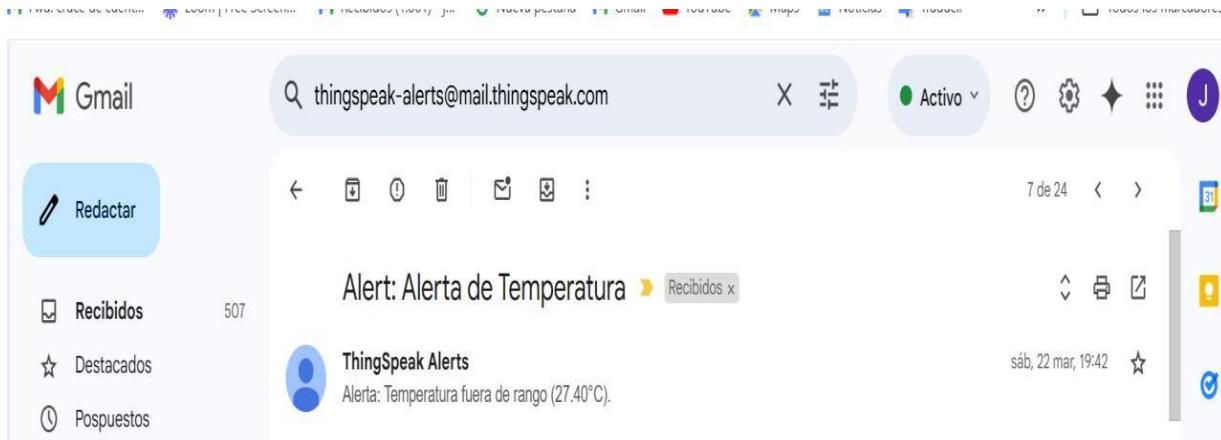 Gmail
thingspeak-alerts@mail.thingspeak.com
Activo
J
Redactar
7 de 24
31
Alert: Alerta de Temperatura
Recibidos x
Recibidos 507
ThingSpeak Alerts
sáb, 22 mar, 19:42
Destacados
Alerta: Temperatura fuera de rango (27.40°C).
Pospuestos